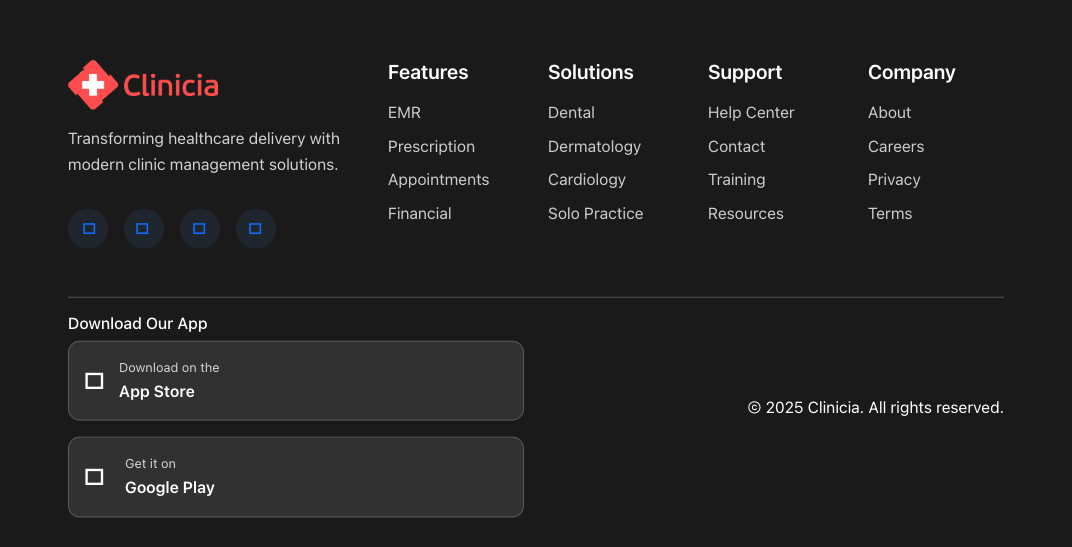 Clinicia
Transforming healthcare delivery with
modern clinic management solutions.
Features
EMR
Prescription
Appointments
Financial
Solutions
Dental
Dermatology
Cardiology
Solo Practice
Support
Help Center
Contact
Training
Resources
Company
About
Careers
Privacy
Terms
Download Our App
Download on the
App Store
Get it on
Google Play
© 2025 Clinicia. All rights reserved.